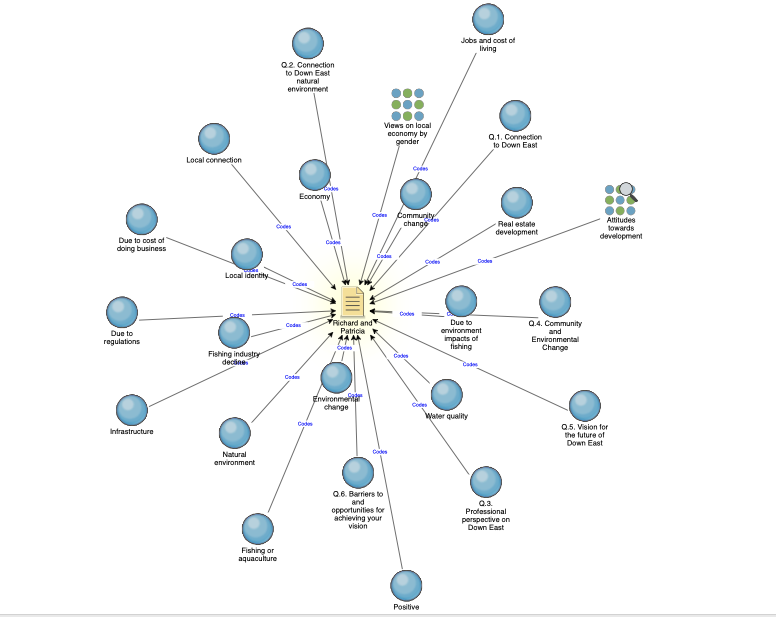 Jobs and cost of
living
Q.2. Connection
to Down East
natural
environment
Views on local
economy by
gender
Q.1. Connection
to Down East
Local connection
Codes
Economy
Codes
Community
change
Codes
Codes
Real estate
development
Attitudes
towards
development
Due to cost of
doing business
Codes
Codes
Codes
Codes
Codes
Local identity
Codes
Codes
Due to
regulations
Codes
Codes
Richard and
Patricia
Codes
Due to
environment
impacts of
fishing
Q.4. Community
and
Environmental
Change
Fishing industry
decline
Codes
Codes
Codes
Codes
Codes
Infrastructure
Environmental
change
Codes
Codes
Water quality
Q.5. Vision for
the future of
Down East
Natural
environment
Codes
Codes
Q.6. Barriers to
and
opportunities for
achieving your
vision
Q.3.
Professional
perspective on
Down East
Fishing or
aquaculture
Positive